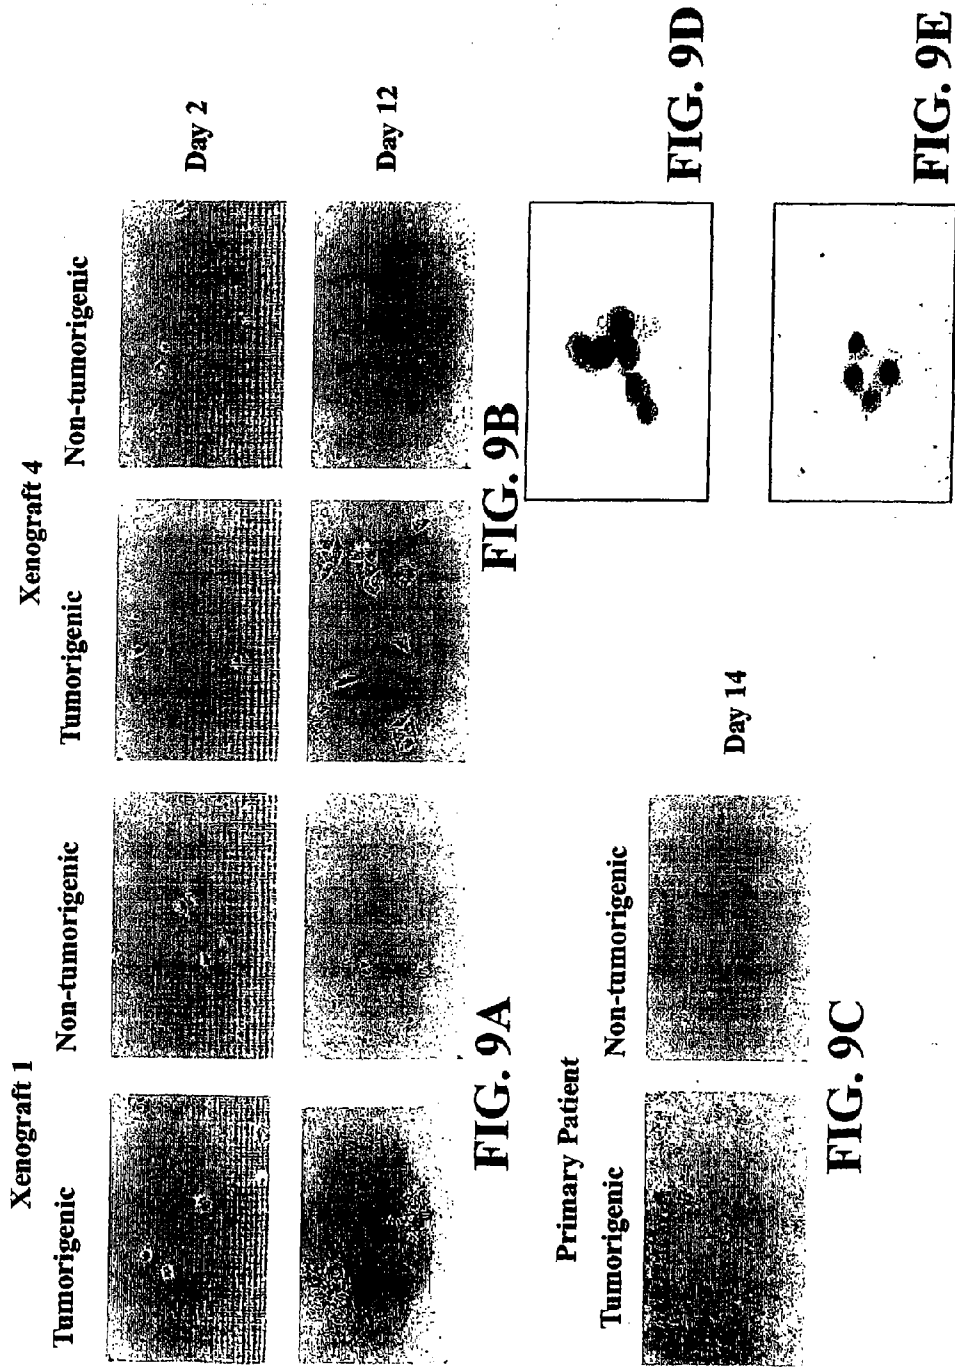 Xenograft 1
Xenograft 4
Tumorigenic
Non-tumorigenic
Tumorigenic
Non-tumorigenic
Day 2
Day 12
FIG. 9A
FIG. 9B
Primary Patient
Tumorigenic
Non-tumorigenic
Day 14
FIG. 9C
FIG. 9D
FIG. 9E